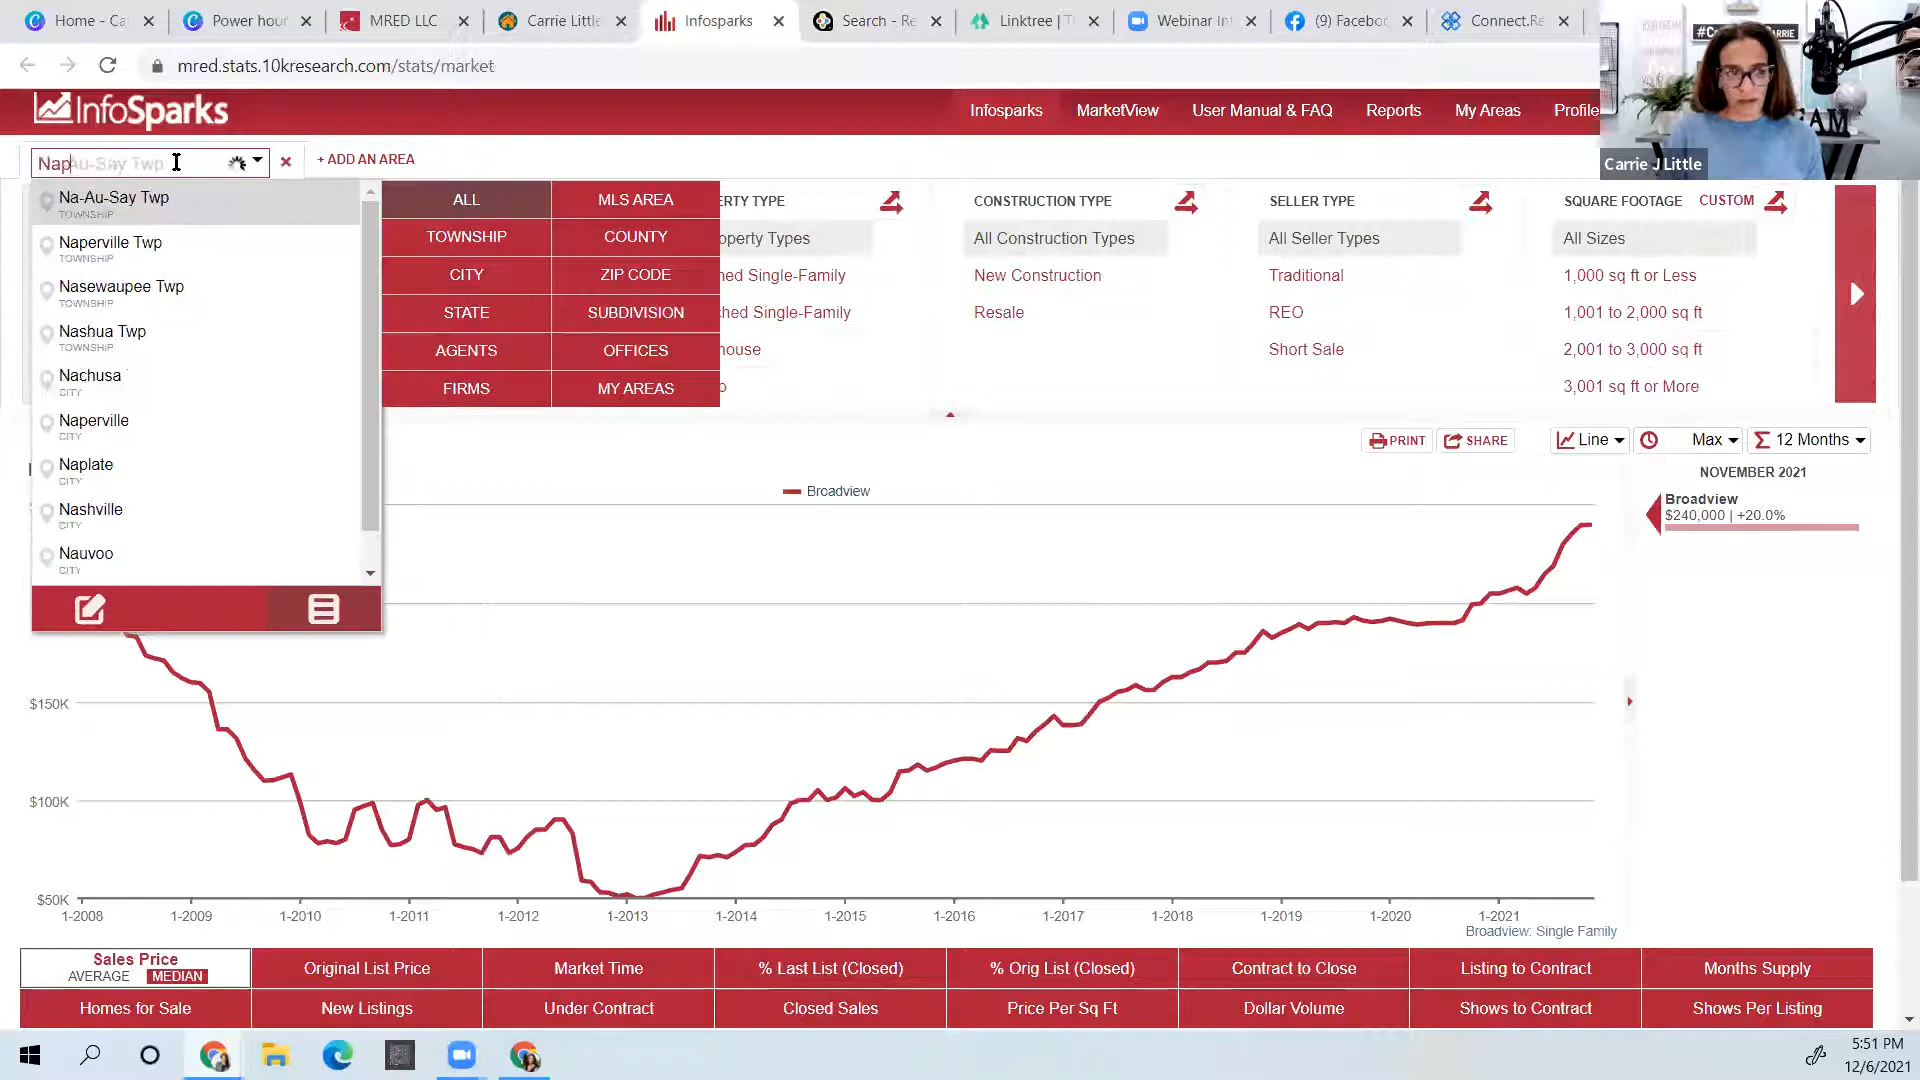 Home - Ca
Power hour
MRED LLC
Carrie Little
Infosparks
Search - Re
Linktree | T
Webinar In
(9) Facebo
Connect.Re
mred.stats.10kresearch.com/stats/market
InfoSparks
Infosparks
MarketView
User Manual & FAQ
Reports
My Areas
Profile
Carrie J Little
Nap
+ ADD AN AREA
Na-Au-Say Twp
TOWNSHIP
Naperville Twp
TOWNSHIP
Nasewaupee Twp
TOWNSHIP
Nashua Twp
TOWNSHIP
Nachusa
CITY
Naperville
CITY
Naplate
CITY
Nashville
CITY
Nauvoo
CITY
ALL
MLS AREA
TOWNSHIP
COUNTY
CITY
ZIP CODE
STATE
SUBDIVISION
AGENTS
OFFICES
FIRMS
MY AREAS
ERTY TYPE
operty Types
hed Single-Family
ched Single-Family
house
o
CONSTRUCTION TYPE
All Construction Types
New Construction
Resale
SELLER TYPE
All Seller Types
Traditional
REO
Short Sale
SQUARE FOOTAGE CUSTOM
All Sizes
1,000 sq ft or Less
1,001 to 2,000 sq ft
2,001 to 3,000 sq ft
3,001 sq ft or More
PRINT
SHARE
Line
Max
12 Months
NOVEMBER 2021
Broadview
$240,000 | +20.0%
Broadview
$150K
$100K
$50K
1-2008 1-2009 1-2010 1-2011 1-2012 1-2013 1-2014 1-2015 1-2016 1-2017 1-2018 1-2019 1-2020 1-2021
Broadview: Single Family
Sales Price
AVERAGE MEDIAN
Original List Price
Market Time
% Last List (Closed)
% Orig List (Closed)
Contract to Close
Listing to Contract
Months Supply
Homes for Sale
New Listings
Under Contract
Closed Sales
Price Per Sq Ft
Dollar Volume
Shows to Contract
Shows Per Listing
5:51 PM
12/6/2021